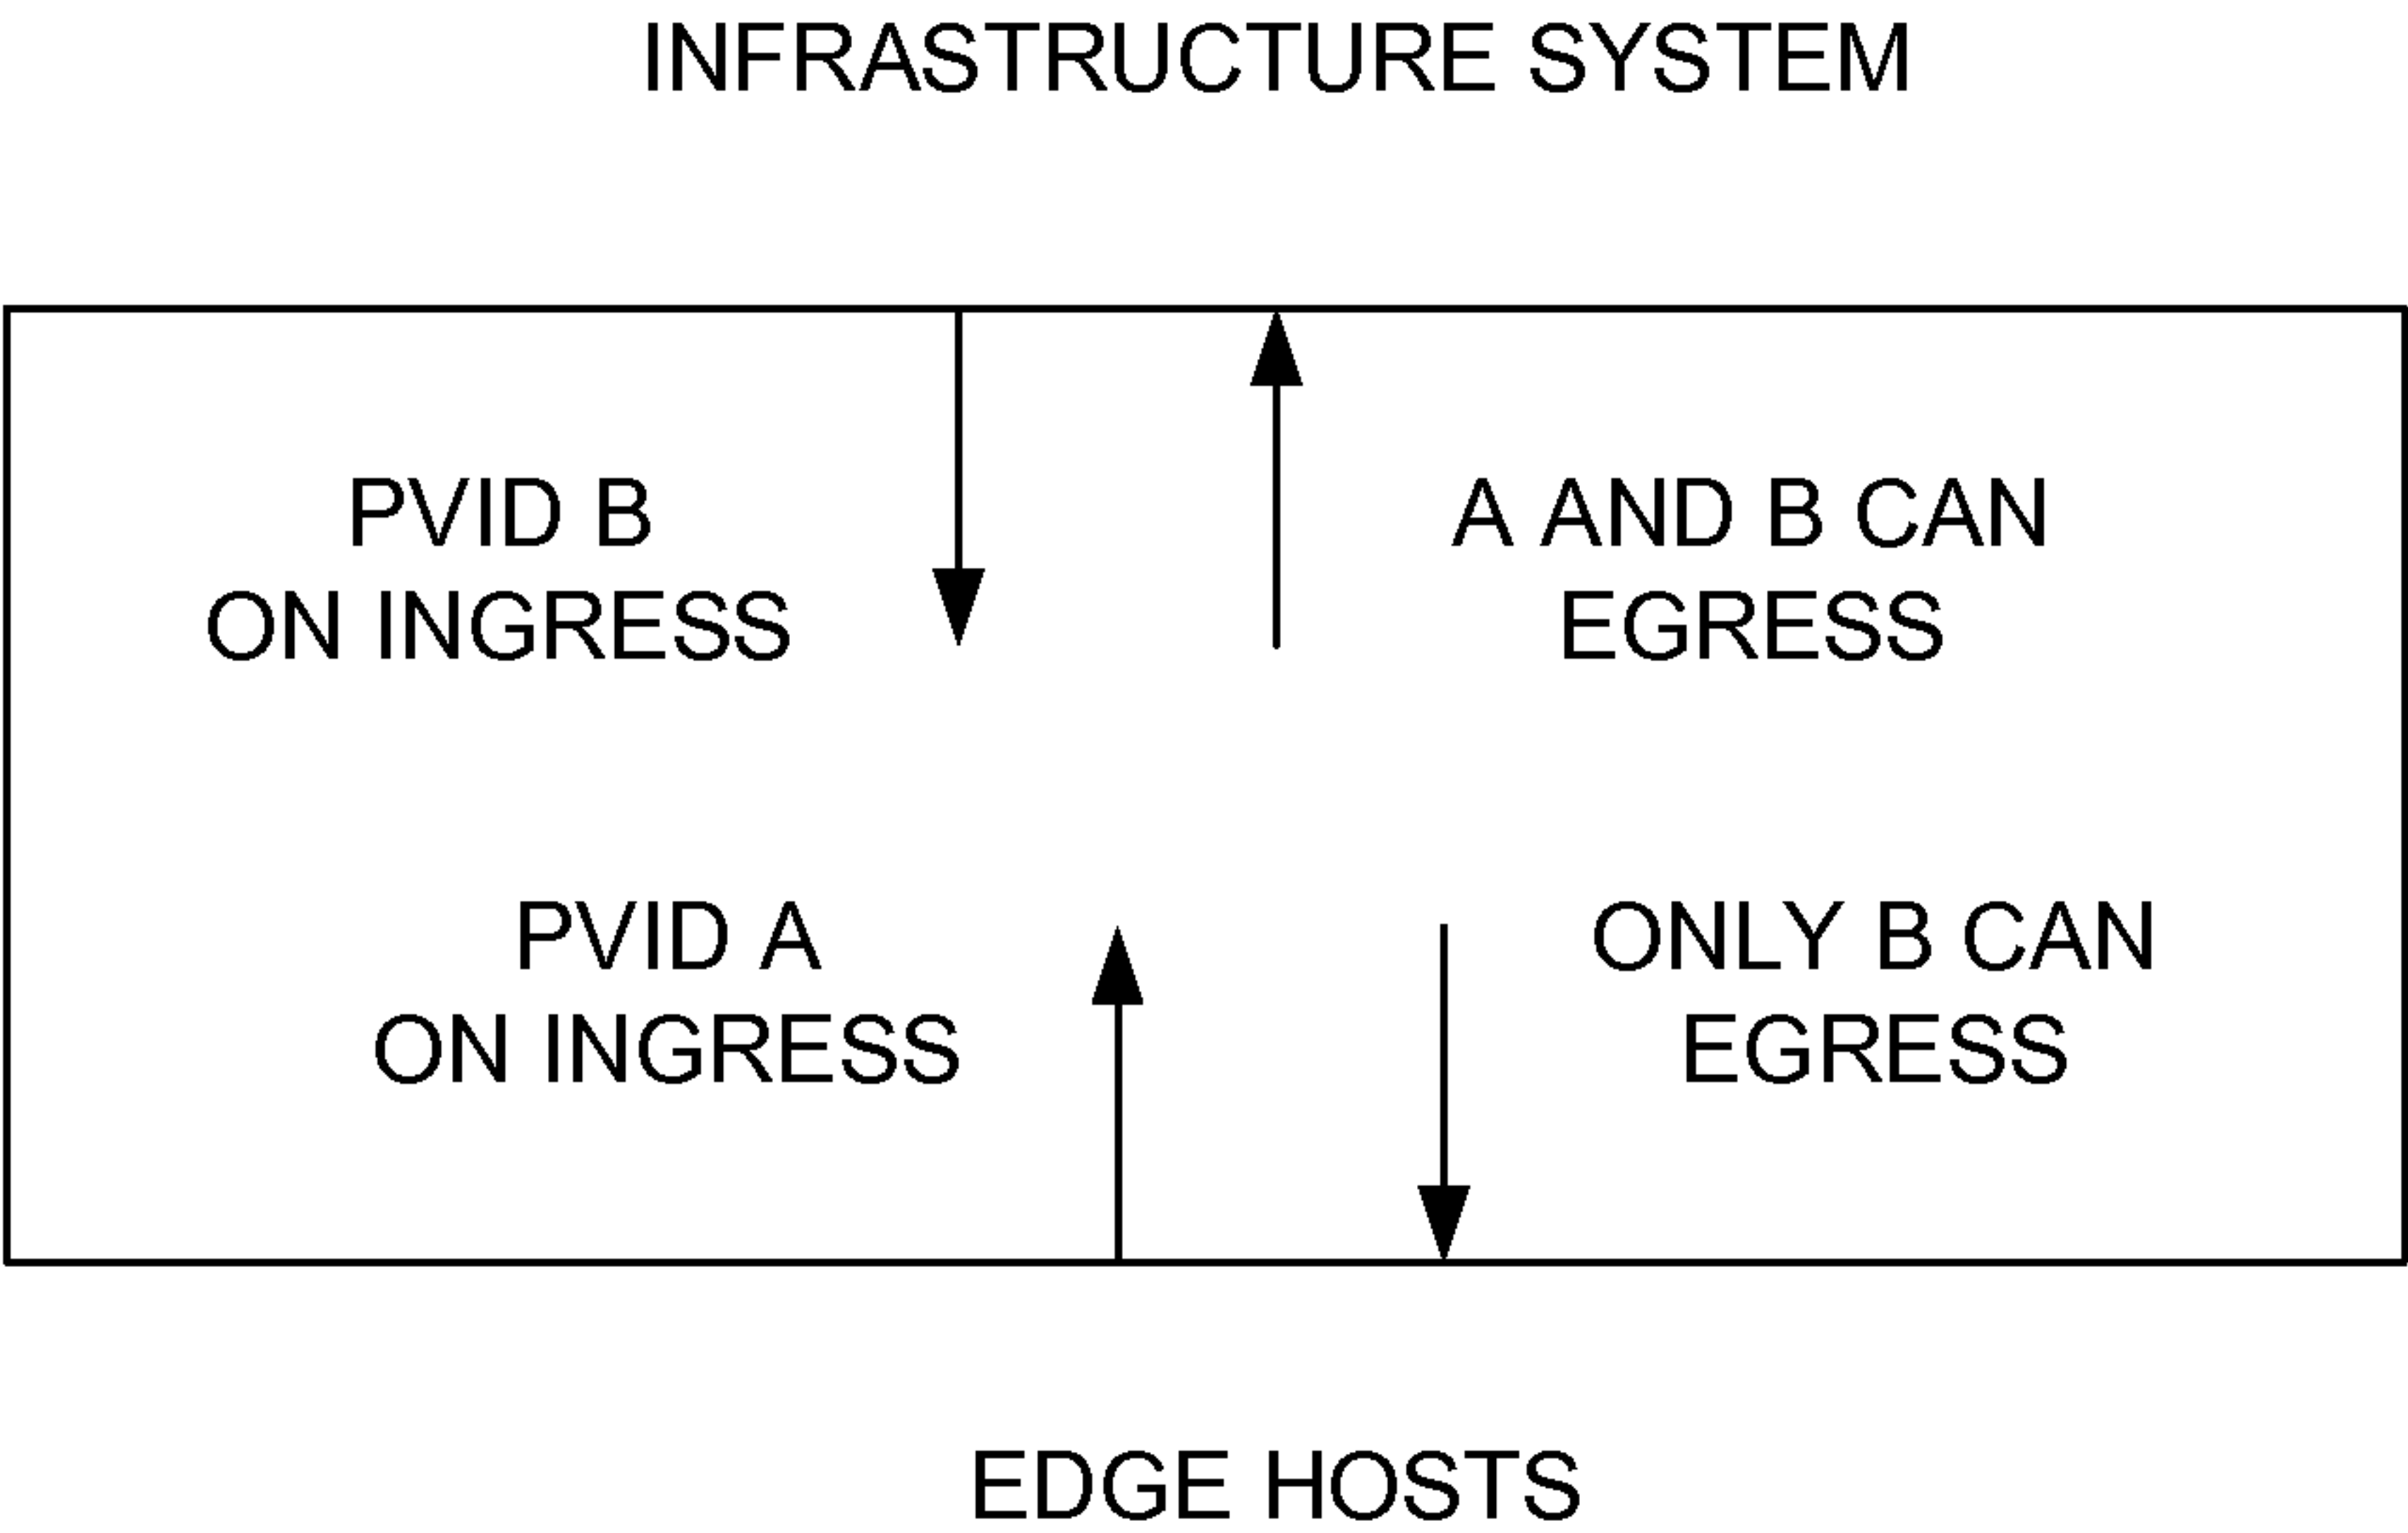 INFRASTRUCTURE SYSTEM
PVID B
ON INGRESS
A AND B CAN
EGRESS
PVID A
ON INGRESS
ONLY B CAN
EGRESS
EDGE HOSTS